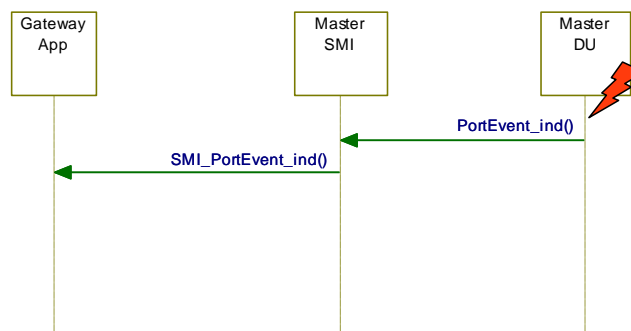 Gateway
App
Master
SMI
Master
DU
PortEvent_ind()
SMI_PortEvent_ind()